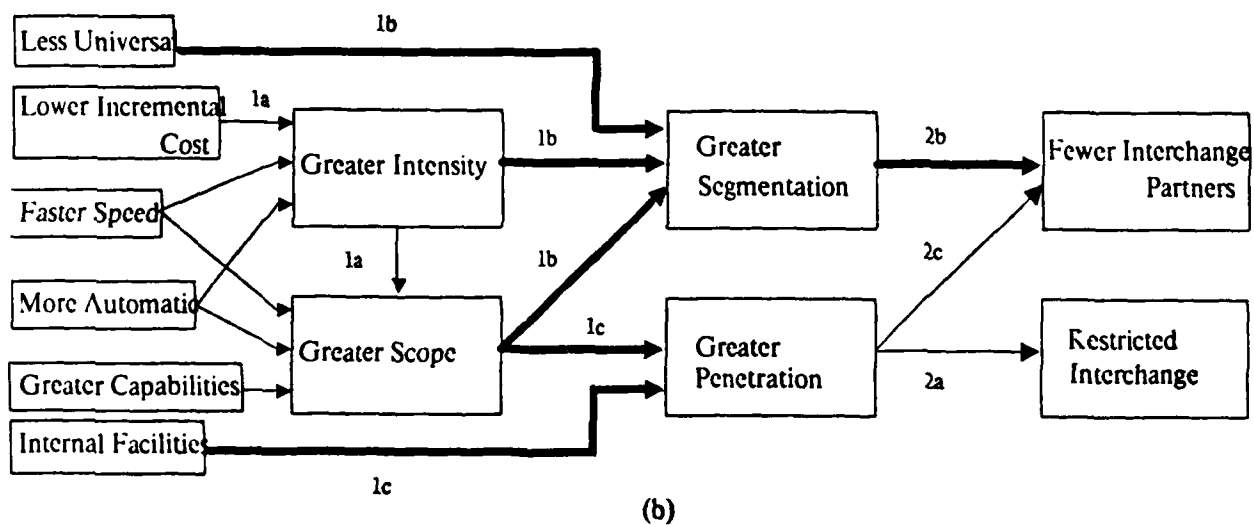 1b
Less Universa
Lower Incremental
Cost
1a
Greater Intensity
1b
Greater
Segmentation
2b
Fewer Interchange
Partners
Faster Speed
1a
1b
2c
More Automatic
Greater Scope
1c
Greater
Penetration
2a
Restricted
Interchange
Greater Capabilities
Internal Facilities
1c
(b)